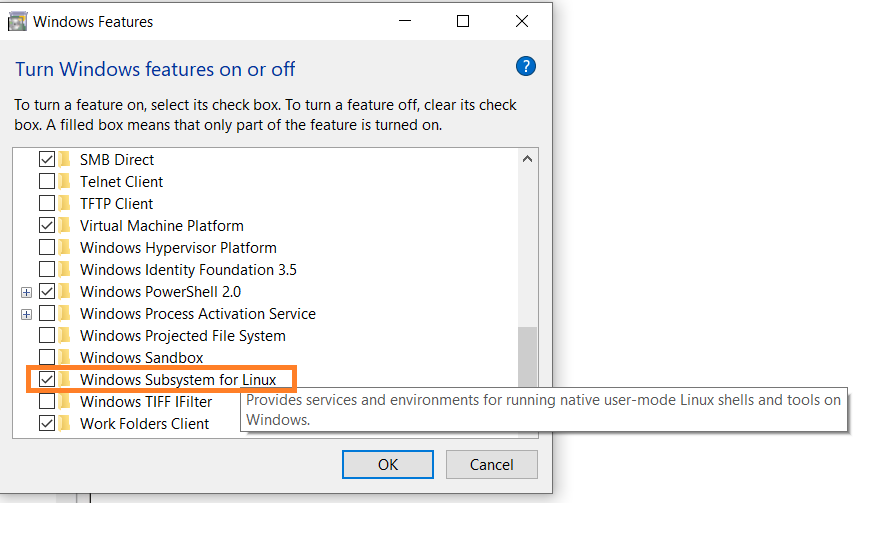 Windows Features
Turn Windows features on or off
To turn a feature on, select its check box. To turn a feature off, clear its check
box. A filled box means that only part of the feature is turned on.
SMB Direct
Telnet Client
TFTP Client
Virtual Machine Platform
Windows Hypervisor Platform
Windows Identity Foundation 3.5
Windows PowerShell 2.0
Windows Process Activation Service
Windows Projected File System
Windows Sandbox
Windows Subsystem for Linux
Windows TIFF IFilter
Work Folders Client
Provides services and environments for running native user-mode Linux shells and tools on
Windows.
OK
Cancel